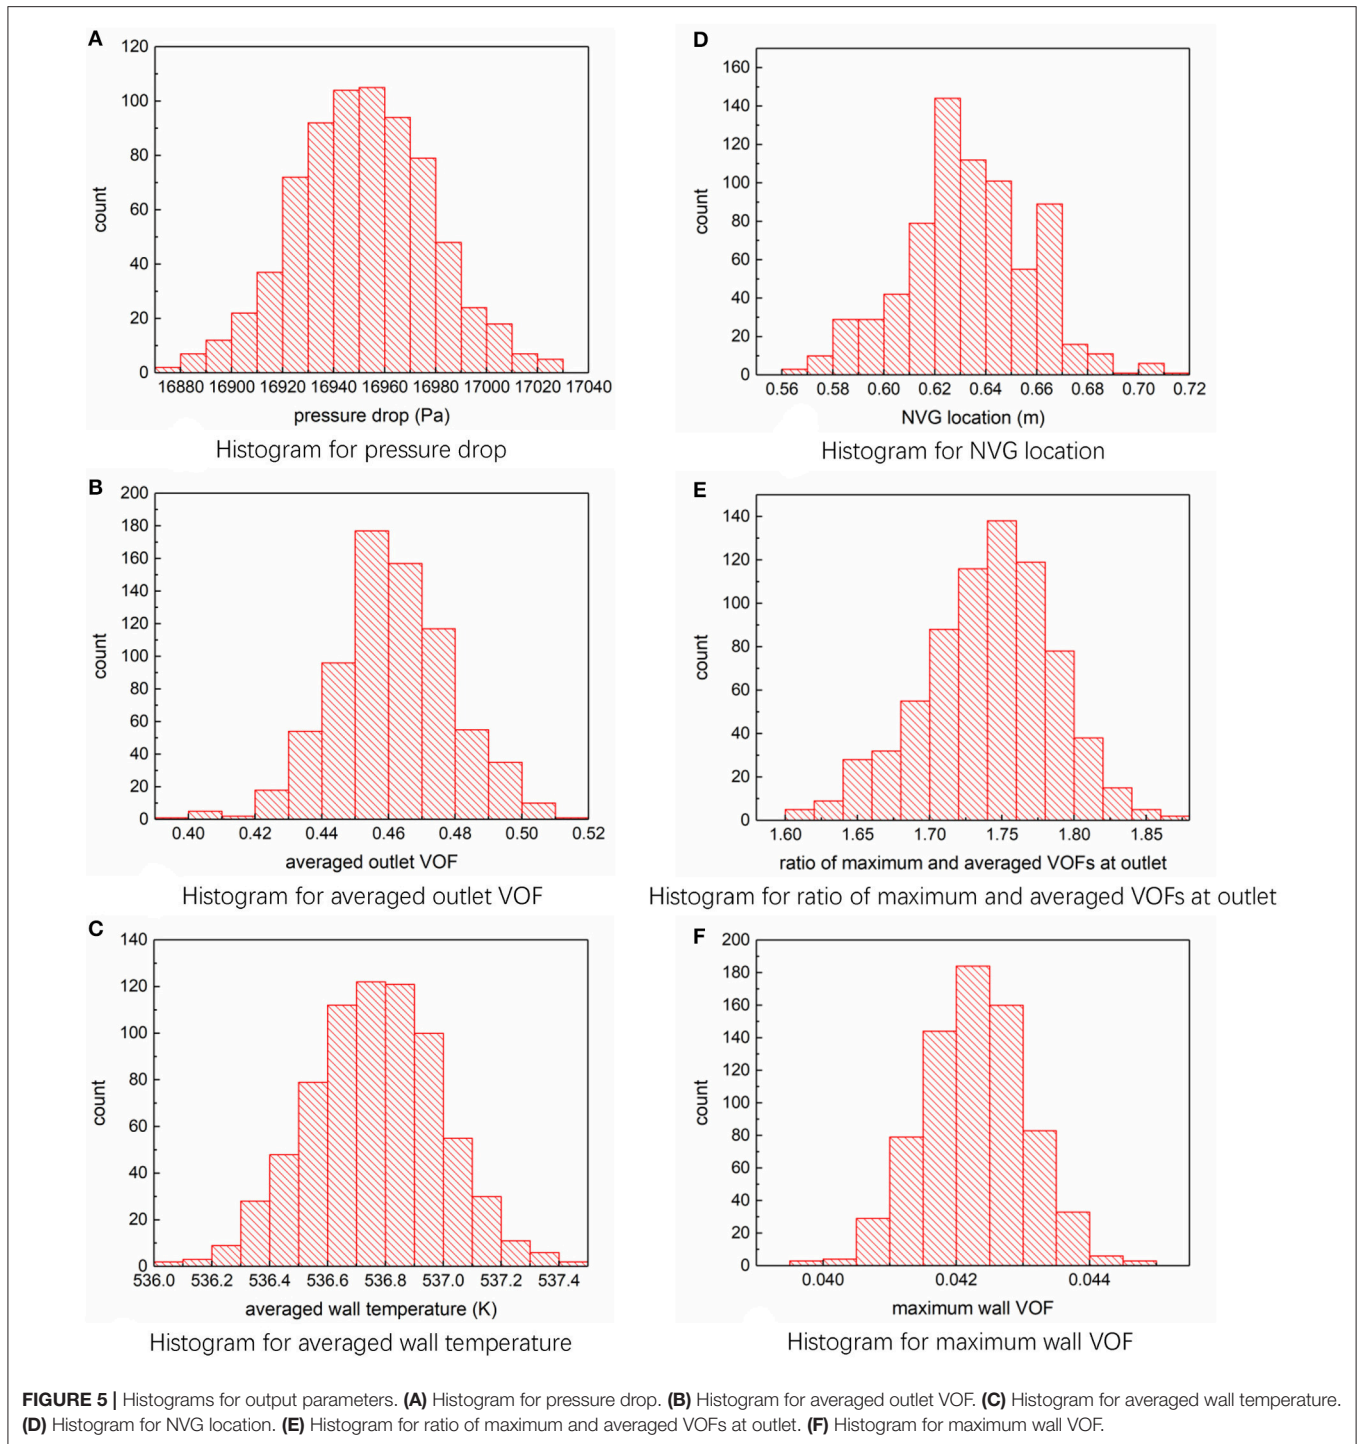 A
120
100
80
60
40
20
0
count
16880 16900 16920 16940 16960 16980 17000 17020 17040
pressure drop (Pa)
Histogram for pressure drop
D
160
140
120
100
80
60
40
20
0
count
0.56 0.60 0.62 0.64 0.66 0.70 0.72
NVG location (m)
Histogram for NVG location
B
200
180
160
140
120
100
80
60
40
20
0
count
0.40 0.42 0.44 0.46 0.48 0.50 0.52
averaged outlet VOF
Histogram for averaged outlet VOF
E
140
120
100
80
60
40
20
0
count
1.60 1.65 1.70 1.75 1.80 1.85
ratio of maximum and averaged VOFs at outlet
Histogram for ratio of maximum and averaged VOFs at outlet
C
140
120
100
80
60
40
20
0
count
536.0 536.2 536.4 536.6 536.8 537.0 537.2 537.4
averaged wall temperature (K)
Histogram for averaged wall temperature
F
200
180
160
140
120
100
80
60
40
20
0
count
0.040 0.042 0.044
maximum wall VOF
Histogram for maximum wall VOF
FIGURE 5 | Histograms for output parameters. (A) Histogram for pressure drop. (B) Histogram for averaged outlet VOF. (C) Histogram for averaged wall temperature.
(D) Histogram for NVG location. (E) Histogram for ratio of maximum and averaged VOFs at outlet. (F) Histogram for maximum wall VOF.